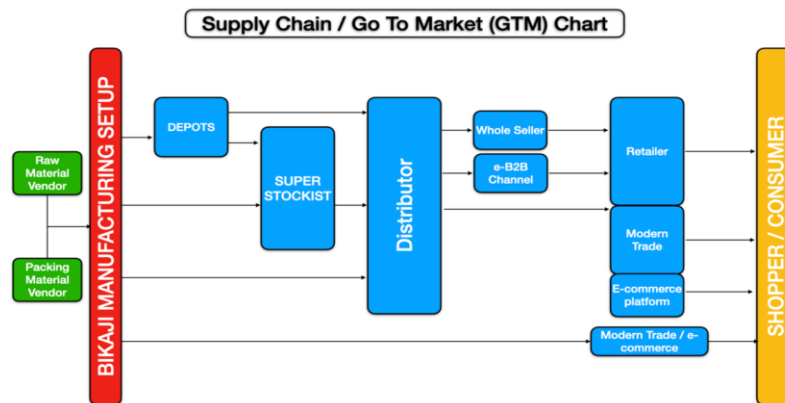 Supply Chain / Go To Market (GTM) Chart
BIKAJI MANUFACTURING SETUP
Raw
Material
Vendor
Packing
Material
Vendor
DEPOTS
SUPER
STOCKIST
Distributor
Whole Seller
e-B2B
Channel
Retailer
Modern
Trade
E-commerce
platform
Modern Trade / e-
commerce
SHOPPER / CONSUMER